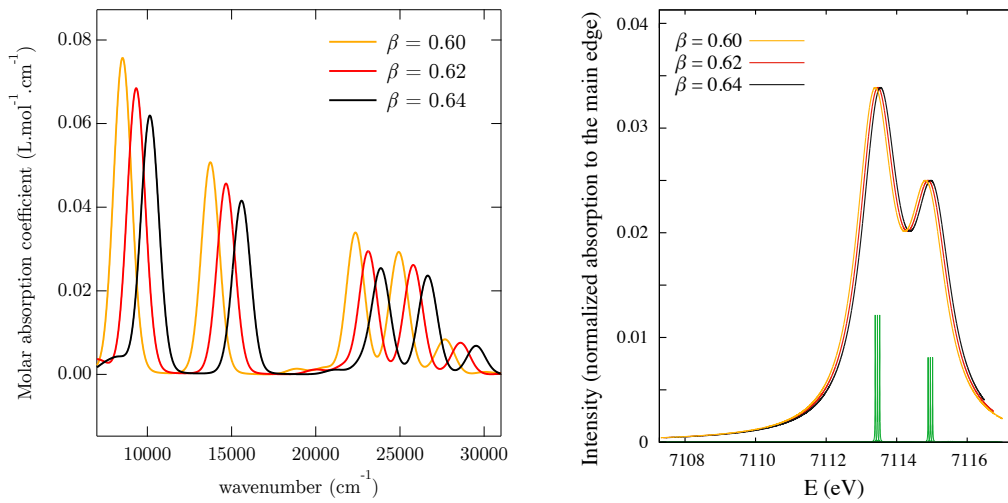 Molar absorption coefficient (L.mol⁻¹.cm⁻¹)
0.08
0.06
0.04
0.02
0.00
β = 0.60
β = 0.62
β = 0.64
10000 15000 20000 25000 30000
wavenumber (cm⁻¹)
Intensity (normalized absorption to the main edge)
0.04
0.03
0.02
0.01
0
β = 0.60
β = 0.62
β = 0.64
7108 7110 7112 7114 7116
E (eV)